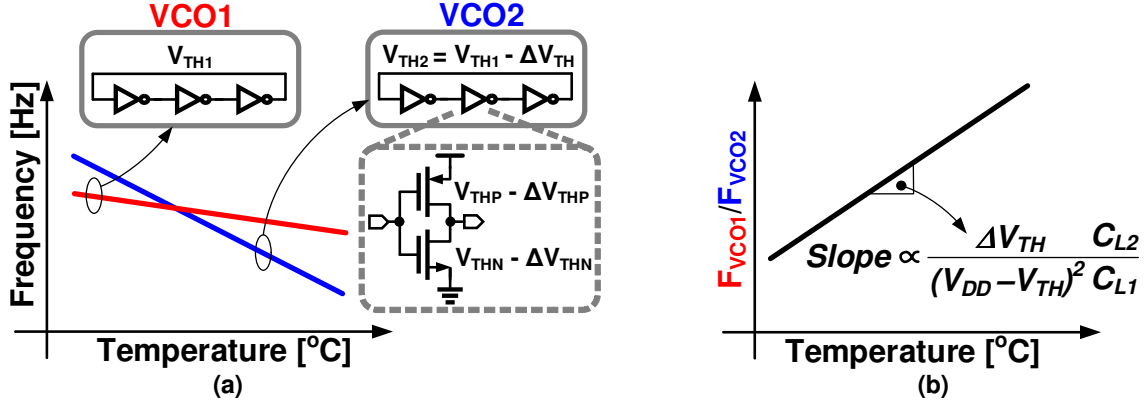 VCO1
VCO2
V_TH1
V_TH2 = V_TH1 - ΔV_TH
Frequency [Hz]
V_THP - ΔV_THP
V_THN - ΔV_THN
Temperature [°C]
(a)
F_VCO1/F_VCO2
Slope ∝ ΔV_TH / (V_DD – V_TH)² C_L2 / C_L1
Temperature [°C]
(b)